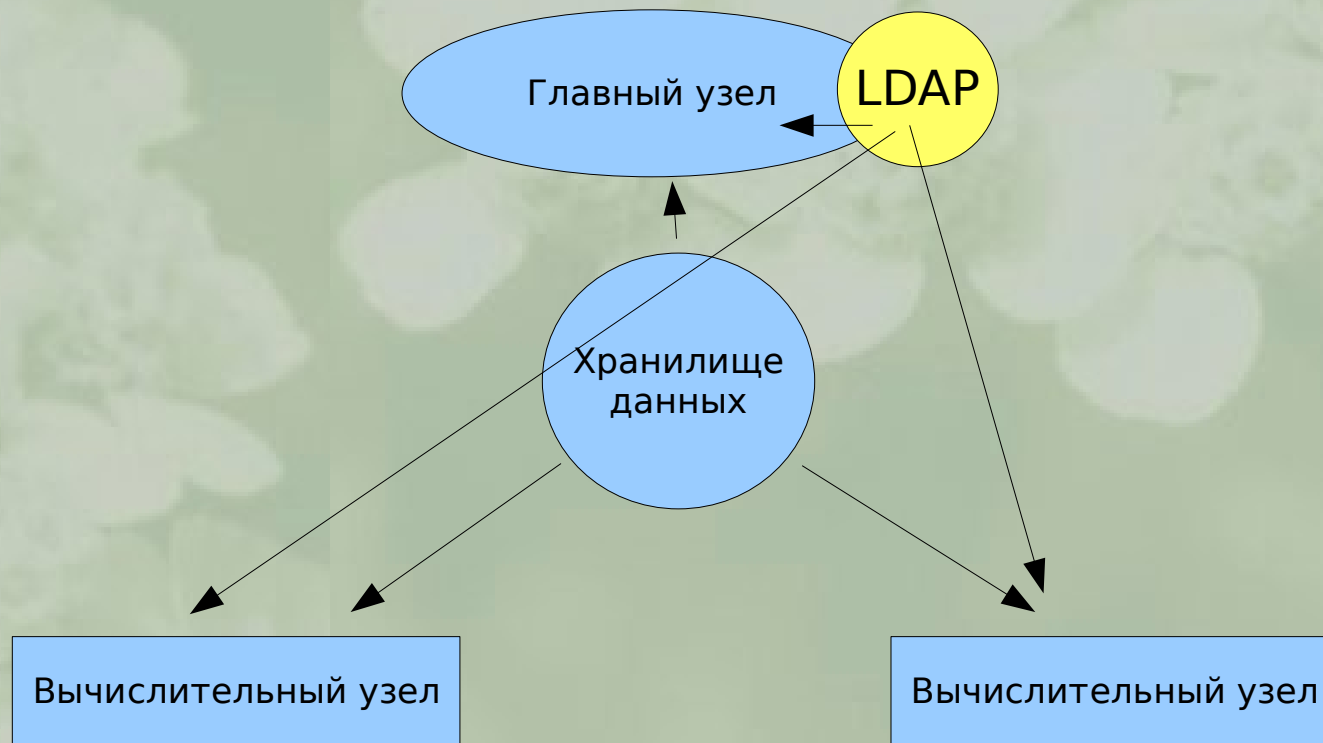 Главный узел
LDAP
Хранилище
данных
Вычислительный узел
Вычислительный узел